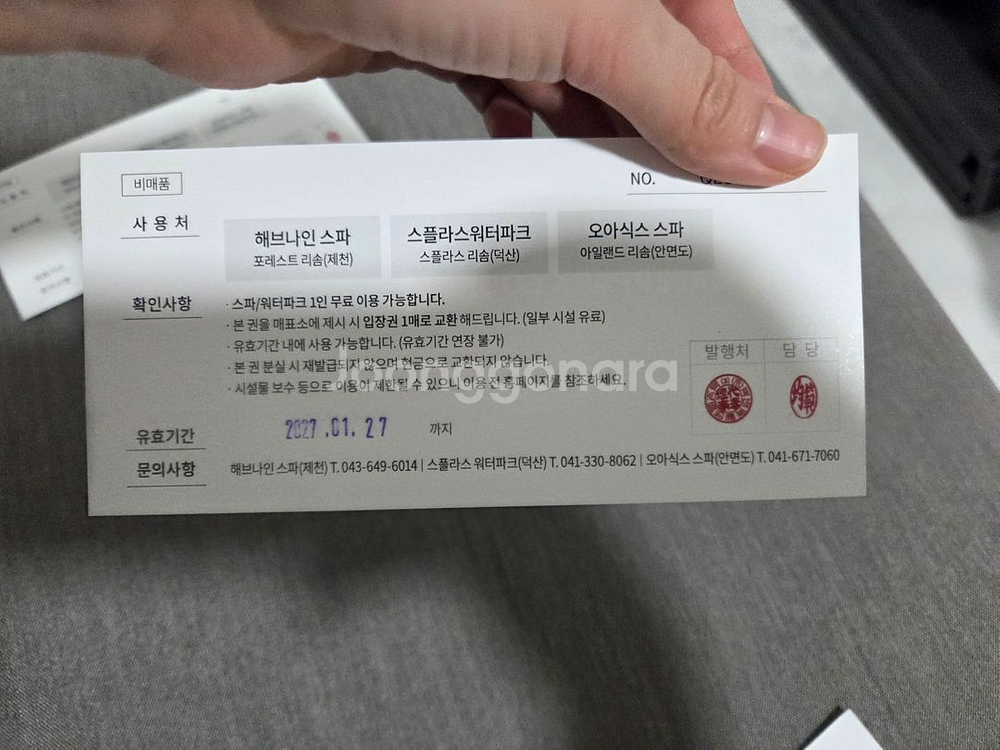 비매품
NO.
사 용 처
해브나인 스파
포레스트 리솜(제천)
스플라스워터파크
스플라스 리솜(덕산)
오아식스 스파
아일랜드 리솜(안면도)
확인사항
· 스파/워터파크 1인 무료 이용 가능합니다.
· 본 권을 매표소에 제시 시 입장권 1매로 교환 해드립니다. (일부 시설 유료)
· 유효기간 내에 사용 가능합니다. (유효기간 연장 불가)
· 본 권 분실 시 재발급되지 않으며 현금으로 교환되지 않습니다.
· 시설물 보수 등으로 이용이 제한될 수 있으니 이용 전 홈페이지를 참조하세요.
발행처
담 당
Joonggonara
유효기간
2027.01.27
까지
문의사항
해브나인 스파(제천) T. 043-649-6014 | 스플라스 워터파크(덕산) T. 041-330-8062 | 오아식스 스파(안면도) T. 041-671-7060